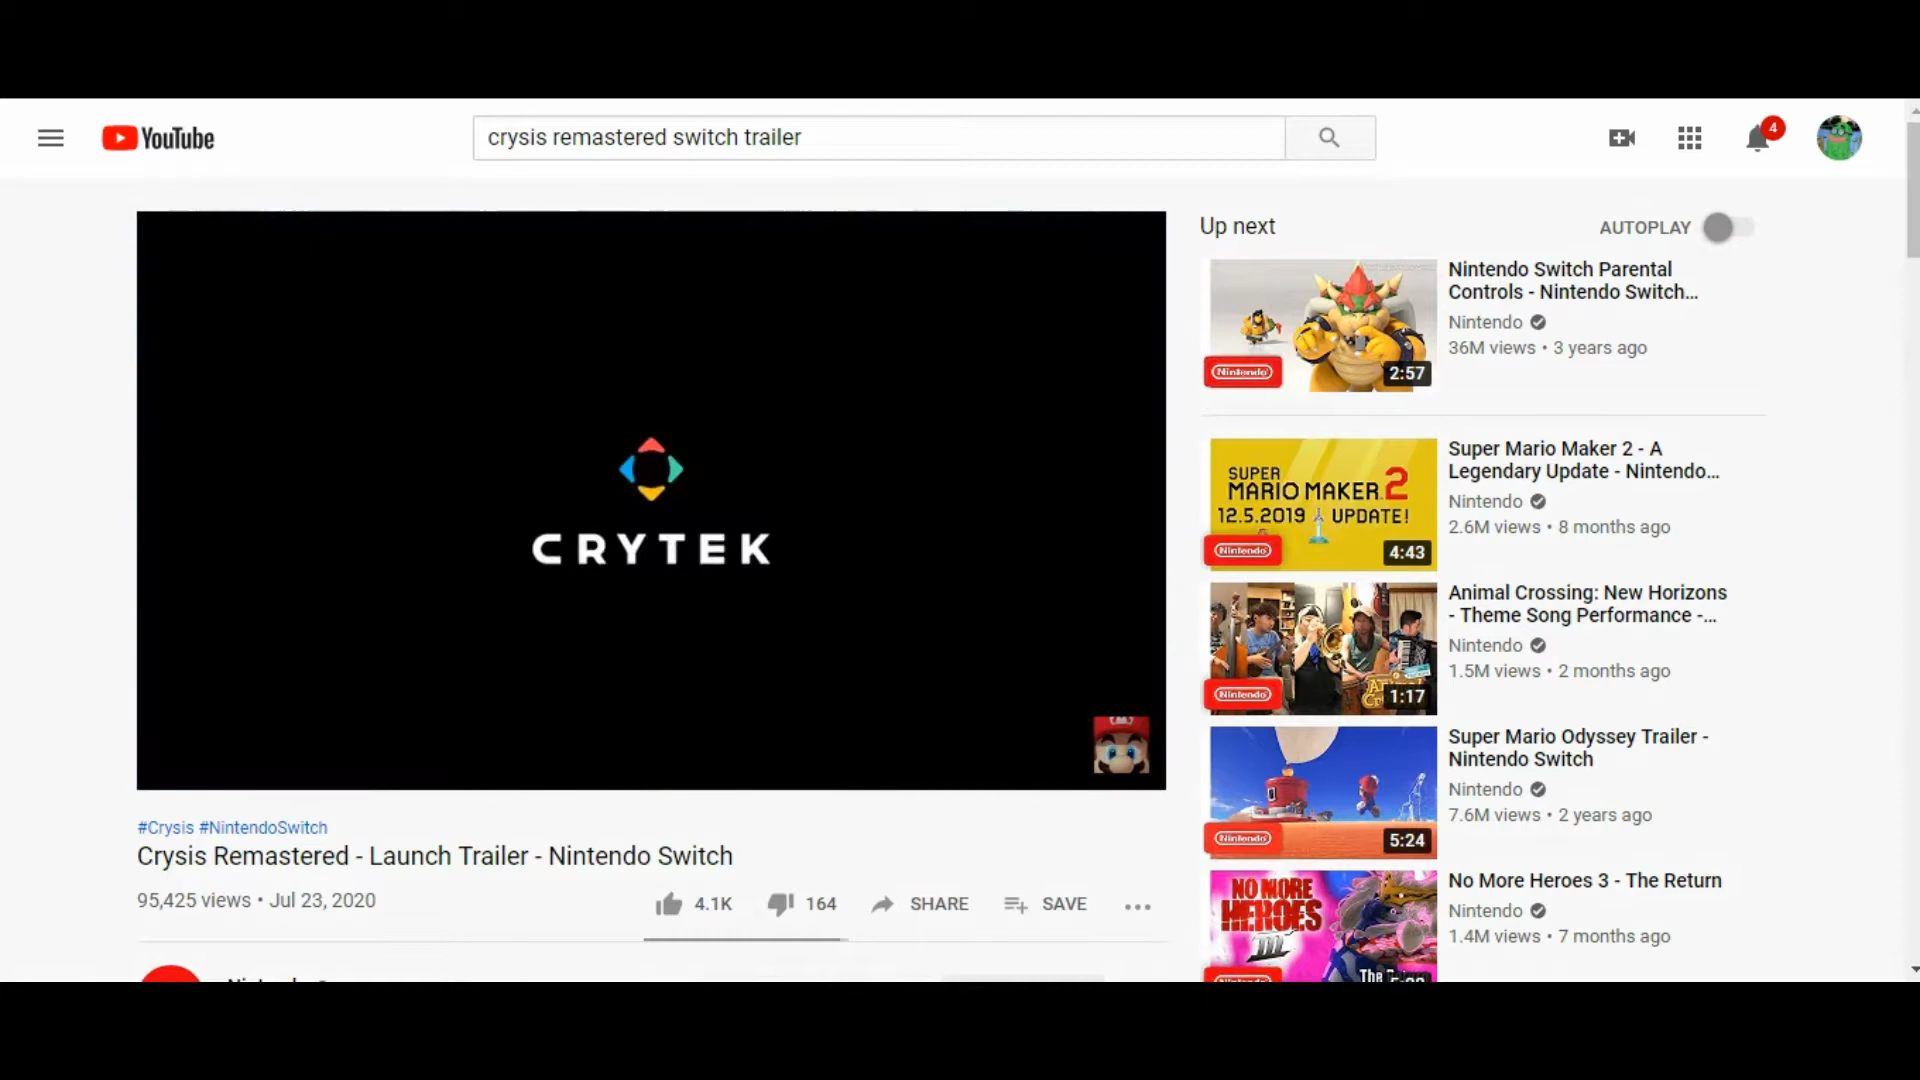 YouTube
crysis remastered switch trailer
4
CRYTEK
#Crysis #NintendoSwitch
Crysis Remastered - Launch Trailer - Nintendo Switch
95,425 views • Jul 23, 2020
4.1K
164
SHARE
SAVE
Up next
AUTOPLAY
Nintendo
2:57
Nintendo Switch Parental
Controls - Nintendo Switch...
Nintendo
36M views • 3 years ago
SUPER
MARIO MAKER 2
12.5.2019 UPDATE!
Nintendo
4:43
Super Mario Maker 2 - A
Legendary Update - Nintendo...
Nintendo
2.6M views • 8 months ago
Nintendo
1:17
Animal Crossing: New Horizons
- Theme Song Performance -...
Nintendo
1.5M views • 2 months ago
Nintendo
5:24
Super Mario Odyssey Trailer -
Nintendo Switch
Nintendo
7.6M views • 2 years ago
NO MORE
HEROES
III
The
No More Heroes 3 - The Return
Nintendo
1.4M views • 7 months ago